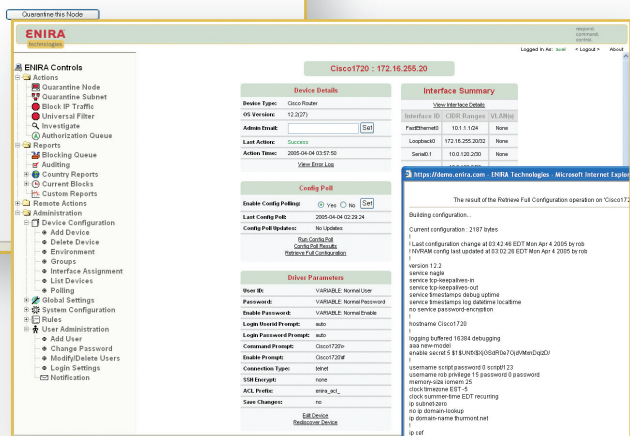 Quarantine this Node
ENIRA
technologies
respond.
command.
control.
Logged In As: < Logout > About
ENIRA Controls
Actions
Quarantine Node
Quarantine Subnet
Block IP Traffic
Universal Filter
Investigate
Authorization Queue
Reports
Blocking Queue
Auditing
Country Reports
Current Blocks
Custom Reports
Remote Actions
Administration
Device Configuration
Add Device
Delete Device
Environment
Groups
Interface Assignment
List Devices
Polling
Global Settings
System Configuration
Rules
User Administration
Add User
Change Password
Modify/Delete Users
Login Settings
Notification
Cisco1720 : 172.16.255.20
Device Details
Device Type: Cisco Router
OS Version: 12.2(27)
Admin Email: Set
Last Action: Success
Action Time: 2005-04-04 03:57:50
View Error Log
Config Poll
Enable Config Polling: Yes No Set
Last Config Poll: 2005-04-04 02:29:24
Config Poll Updates: No Updates
Run Config Poll
Config Poll Results
Retrieve Full Configuration
Driver Parameters
User ID: VARIABLE: Normal User
Password: VARIABLE: Normal Password
Enable Password: VARIABLE: Normal Enable
Login Userid Prompt: auto
Login Password Prompt: auto
Command Prompt: Cisco1720>
Enable Prompt: Cisco1720#
Connection Type: telnet
SSH Encrypt: none
ACL Prefix: enira_acl_
Save Changes: no
Edit Device
Rediscover Device
Interface Summary
View Interface Details
Interface ID CIDR Ranges VLAN(s)
FastEthernet0 10.1.1.1/24 None
Loopback0 172.16.255.20/32 None
Serial0.1 10.0.120.2/30 None
https://demo.enira.com - ENIRA Technologies - Microsoft Internet Explor
The result of the Retrieve Full Configuration operation on 'Cisco172
Building configuration...
Current configuration : 2187 bytes
!
! Last configuration change at 03:42:46 EDT Mon Apr 4 2005 by rob
! NVRAM config last updated at 03:02:26 EDT Mon Apr 4 2005 by rob
!
version 12.2
service nagle
service tcp-keepalives-in
service tcp-keepalives-out
service timestamps debug uptime
service timestamps log datetime localtime
no service password-encryption
!
hostname Cisco1720
!
logging buffered 16384 debugging
aaa new-model
enable secret 5
!
username script password 0 script!123
username rob privilege 15 password 0 password
memory-size iomem 25
clock timezone EST -5
clock summer-time EDT recurring
ip subnet-zero
no ip domain-lookup
ip domain-name thurmont.net
!
ip cef